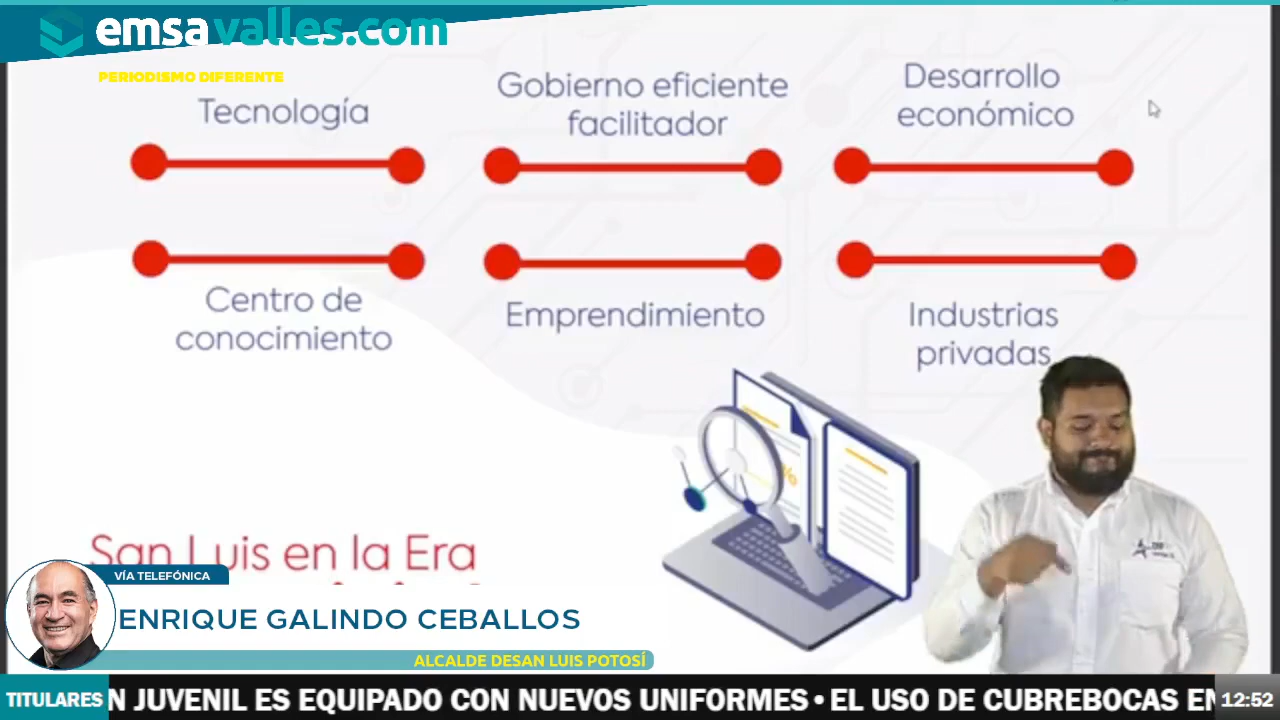 emsavalles.com
PERIODISMO DIFERENTE
Tecnología
Gobierno eficiente
facilitador
Desarrollo
económico
Centro de
conocimiento
Emprendimiento
Industrias
privadas
%
San Luis en la Era
VÍA TELEFÓNICA
ENRIQUE GALINDO CEBALLOS
ALCALDE DESAN LUIS POTOSÍ
TITULARES
N JUVENIL ES EQUIPADO CON NUEVOS UNIFORMES • EL USO DE CUBREBOCAS EN
12:52